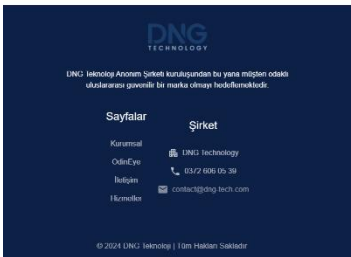 DNG
TECHNOLOGY
DNG Teknoloji Anonim Şirketi kuruluşundan bu yana müşteri odaklı
uluslararası güvenilir bir marka olmayı hedeflemektedir.
Sayfalar
Kurumsal
OdinEye
İletişim
Hizmetler
Şirket
DNG Technology
0372 606 05 39
contact@dng-tech.com
© 2024 DNG Teknoloji | Tüm Hakları Saklıdır